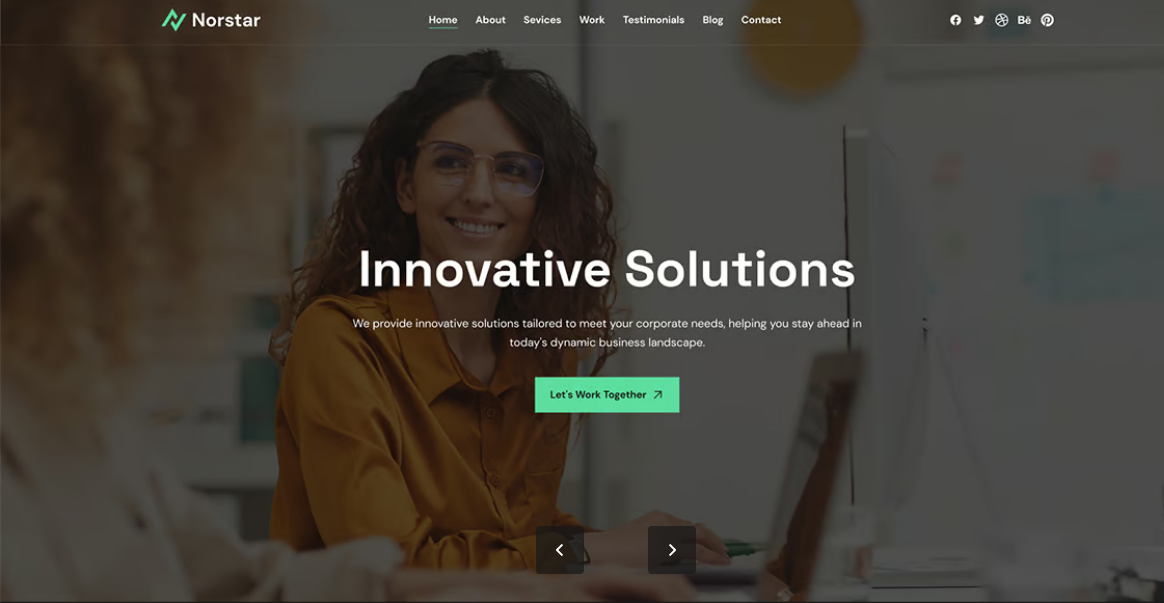 Norstar
Home About Sevices Work Testimonials Blog Contact
Bē
Innovative Solutions
We provide innovative solutions tailored to meet your corporate needs, helping you stay ahead in
today's dynamic business landscape.
Let's Work Together